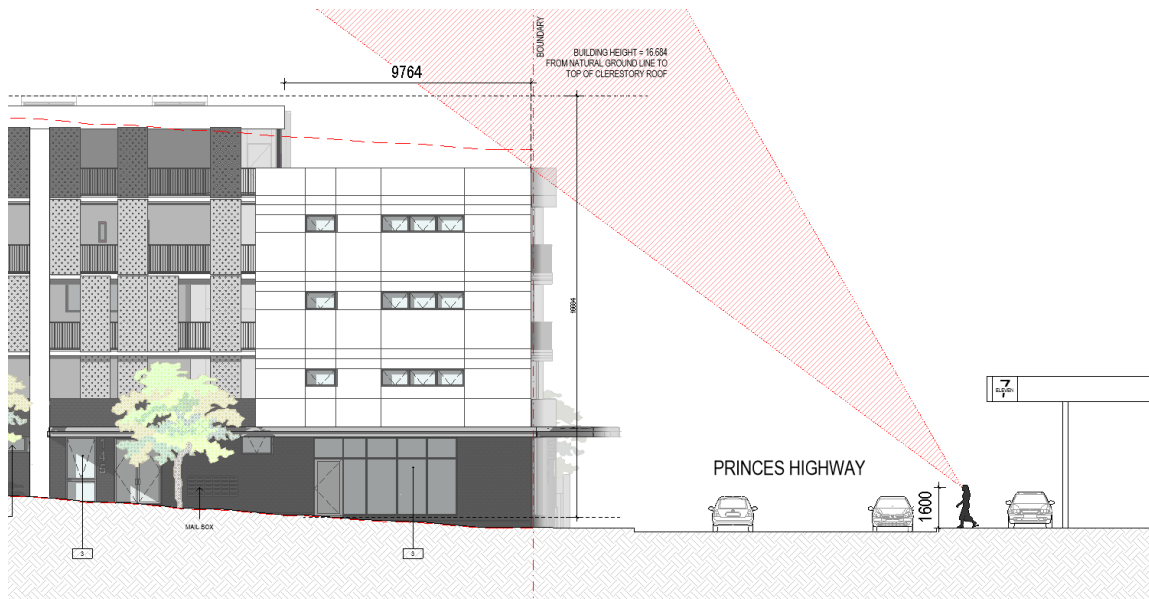 BOUNDARY
BUILDING HEIGHT = 16.684
FROM NATURAL GROUND LINE TO
TOP OF CLERESTORY ROOF
9764
16684
7
ELEVEN
PRINCES HIGHWAY
1600
45
MAIL BOX
3
3